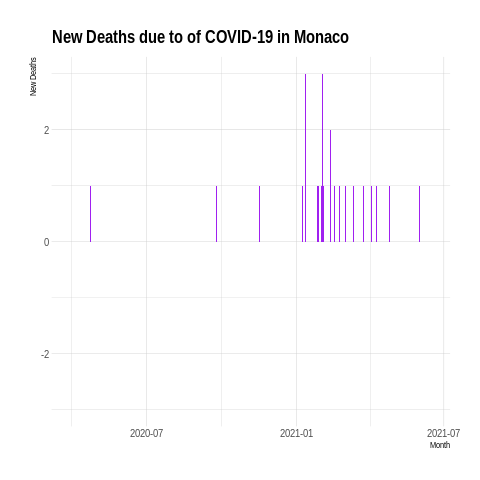 New Deaths due to of COVID-19 in Monaco
New Deaths
2
0
-2
2020-07
2021-01
2021-07
Month